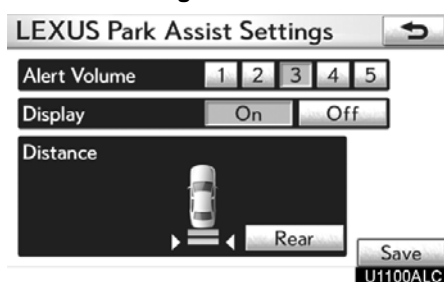 LEXUS Park Assist Settings
Alert Volume 1 2 3 4 5
Display On Off
Distance
Rear
Save
U1100ALC